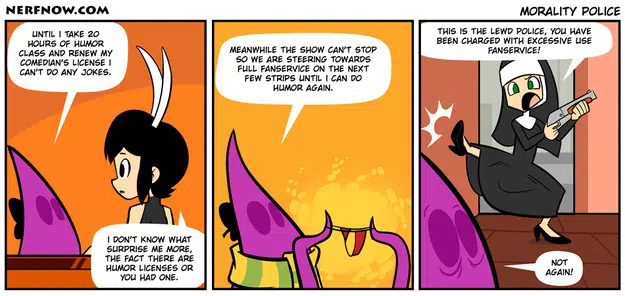 NERFNOW.COM
MORALITY POLICE
UNTIL I TAKE 20
HOURS OF HUMOR
CLASS AND RENEW MY
COMEDIAN'S LICENSE I
CAN'T DO ANY JOKES.
I DON'T KNOW WHAT
SURPRISE ME MORE,
THE FACT THERE ARE
HUMOR LICENSES OR
YOU HAD ONE.
MEANWHILE THE SHOW CAN'T STOP
SO WE ARE STEERING TOWARDS
FULL FANSERVICE ON THE NEXT
FEW STRIPS UNTIL I CAN DO
HUMOR AGAIN.
THIS IS THE LEWD POLICE, YOU HAVE
BEEN CHARGED WITH EXCESSIVE USE
FANSERVICE!
NOT
AGAIN!